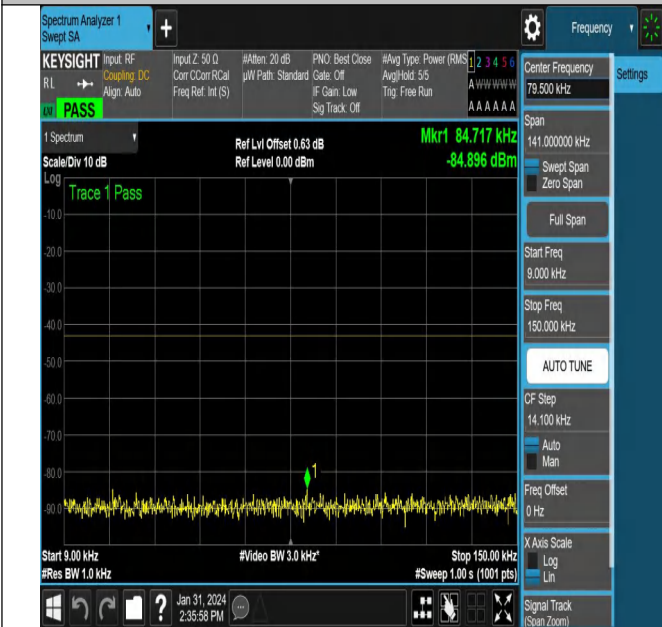 Spectrum Analyzer 1
Swept SA
+
Frequency
KEYSIGHT
RL
PASS
Input: RF
Coupling: DC
Align: Auto
Input Z: 50 Ω
Corr CCorr RCal
Freq Ref: Int (S)
#Atten: 20 dB
µW Path: Standard
PNO: Best Close
Gate: Off
IF Gain: Low
Sig Track: Off
#Avg Type: Power (RMS
Avg|Hold: 5/5
Trig: Free Run
1 2 3 4 5 6
A W W W W W
A A A A A A
1 Spectrum
Scale/Div 10 dB
Log
Ref Lvl Offset 0.63 dB
Ref Level 0.00 dBm
Mkr1 84.717 kHz
-84.896 dBm
Trace 1 Pass
-10.0
-20.0
-30.0
-40.0
-50.0
-60.0
-70.0
-80.0
-90.0
1
Start 9.00 kHz
#Res BW 1.0 kHz
#Video BW 3.0 kHz*
Stop 150.00 kHz
#Sweep 1.00 s (1001 pts)
Center Frequency
79.500 kHz
Settings
Span
141.000000 kHz
Swept Span
Zero Span
Full Span
Start Freq
9.000 kHz
Stop Freq
150.000 kHz
AUTO TUNE
CF Step
14.100 kHz
Auto
Man
Freq Offset
0 Hz
X Axis Scale
Log
Lin
Signal Track
(Span Zoom)
?
Jan 31, 2024
2:35:58 PM